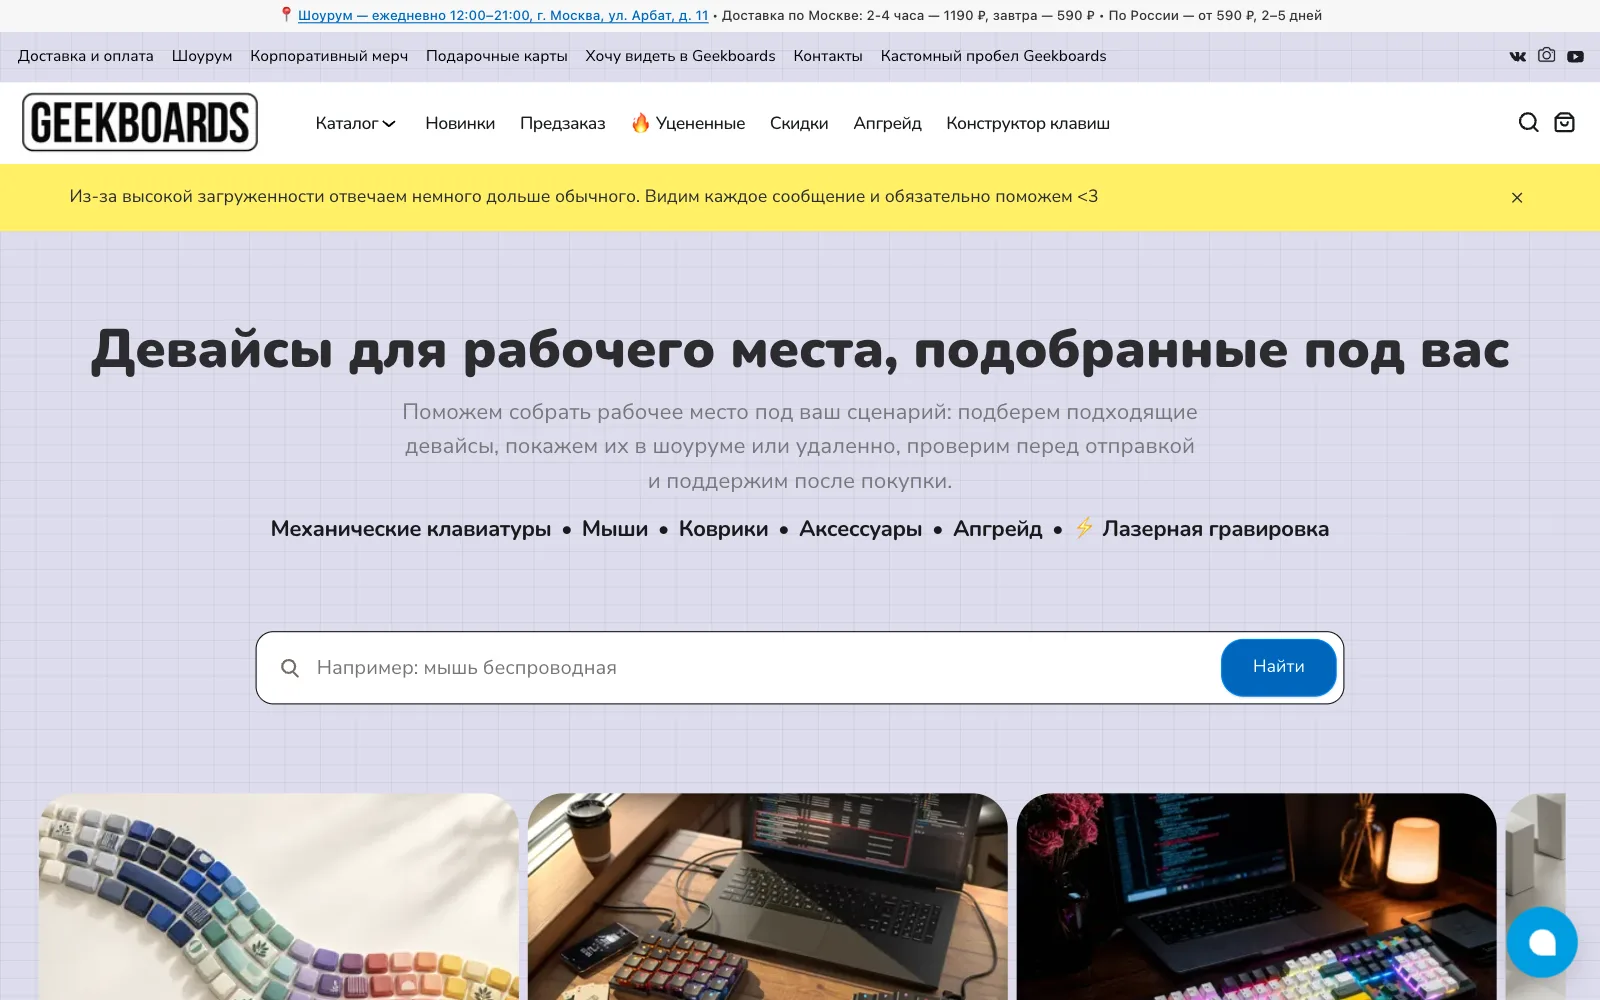 📍 Шоурум — ежедневно 12:00–21:00, г. Москва, ул. Арбат, д. 11 • Доставка по Москве: 2-4 часа — 1190 ₽, завтра — 590 ₽ • По России — от 590 ₽, 2–5 дней
Доставка и оплата Шоурум Корпоративный мерч Подарочные карты Хочу видеть в Geekboards Контакты Кастомный пробел Geekboards
GEEKBOARDS
Каталог Новинки Предзаказ 🔥 Уцененные Скидки Апгрейд Конструктор клавиш
Из-за высокой загруженности отвечаем немного дольше обычного. Видим каждое сообщение и обязательно поможем <3
Девайсы для рабочего места, подобранные под вас
Поможем собрать рабочее место под ваш сценарий: подберем подходящие
девайсы, покажем их в шоуруме или удаленно, проверим перед отправкой
и поддержим после покупки.
Механические клавиатуры • Мыши • Коврики • Аксессуары • Апгрейд • ⚡ Лазерная гравировка
Например: мышь беспроводная
Найти